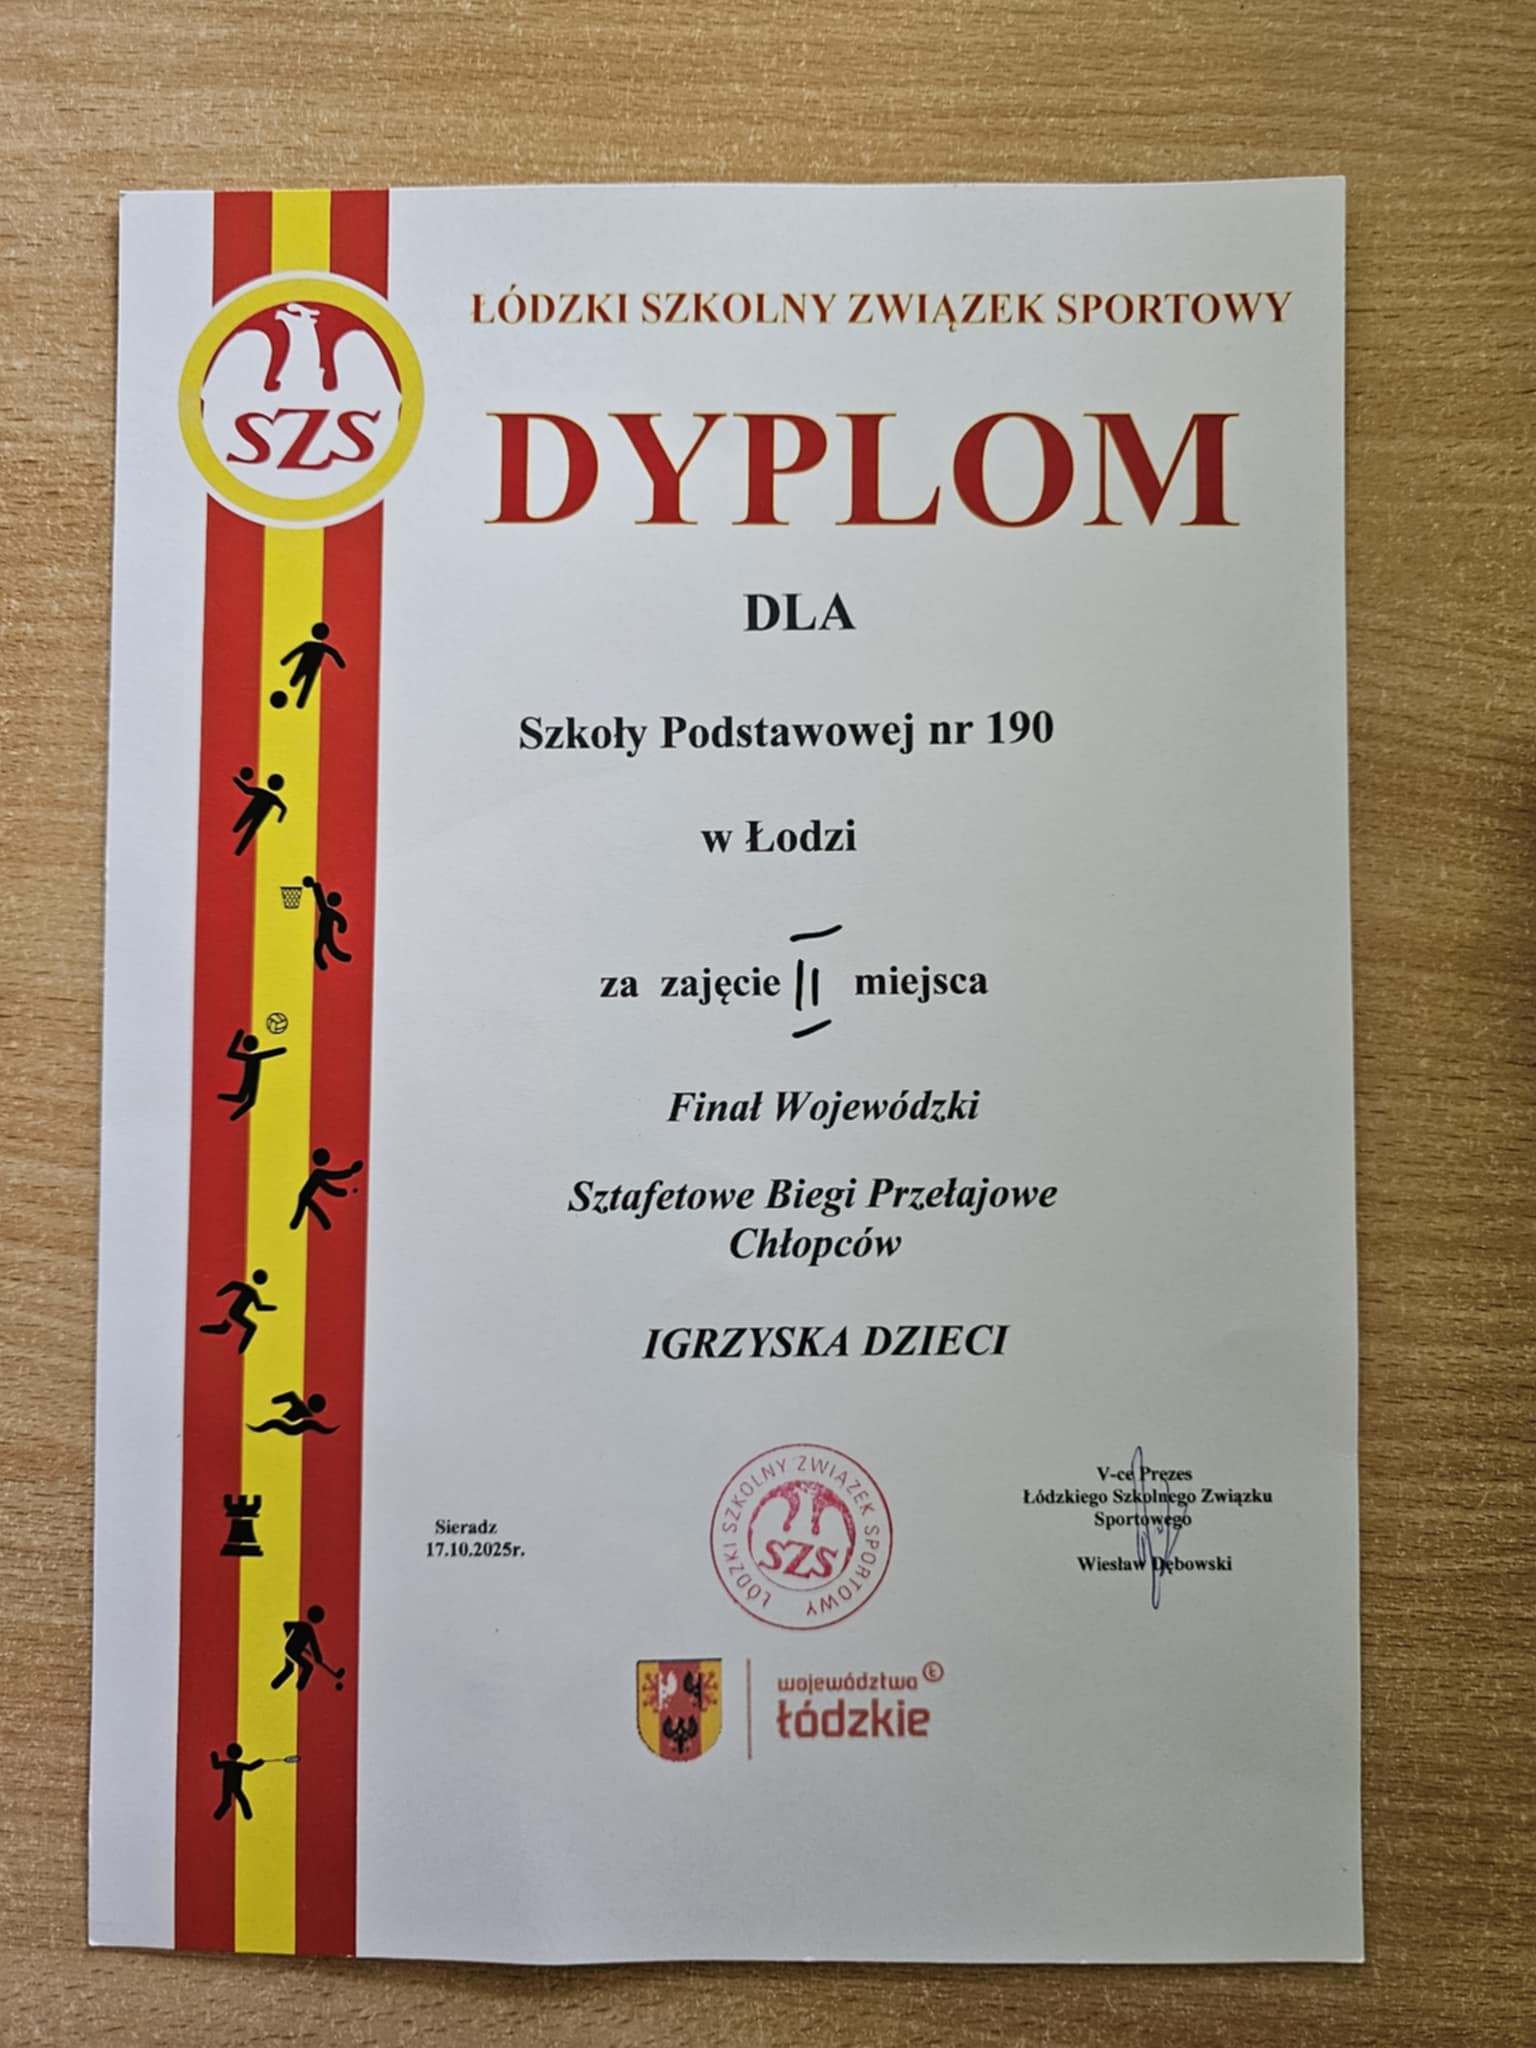 ŁÓDZKI SZKOLNY ZWIĄZEK SPORTOWY
SZS
DYPLOM
DLA
Szkoły Podstawowej nr 190
w Łodzi
za zajęcie II miejsca
Finał Wojewódzki
Sztafetowe Biegi Przełajowe
Chłopców
IGRZYSKA DZIECI
Sieradz
17.10.2025r.
ŁÓDZKI SZKOLNY ZWIĄZEK SPORTOWY
SZS
V-ce Prezes
Łódzkiego Szkolnego Związku
Sportowego
Wiesław Dębowski
województwo
łódzkie